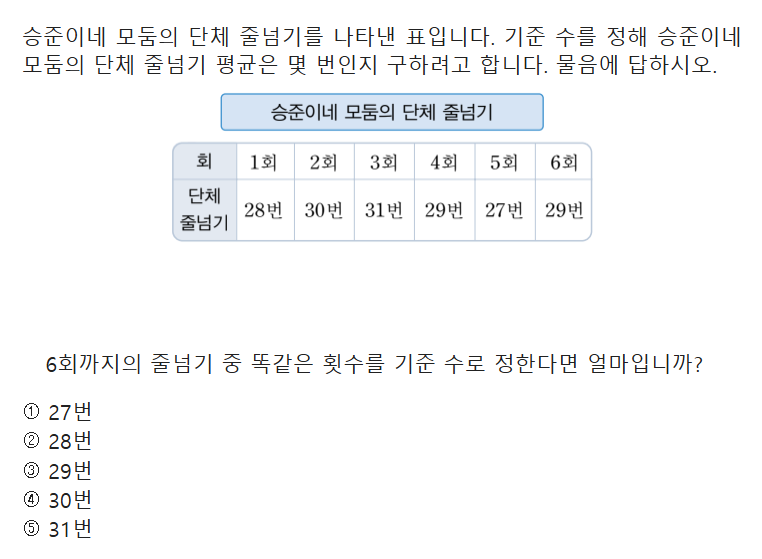 승준이네 모둠의 단체 줄넘기를 나타낸 표입니다. 기준 수를 정해 승준이네
모둠의 단체 줄넘기 평균은 몇 번인지 구하려고 합니다. 물음에 답하시오.
승준이네 모둠의 단체 줄넘기
회 1회 2회 3회 4회 5회 6회
단체
줄넘기 28번 30번 31번 29번 27번 29번
6회까지의 줄넘기 중 똑같은 횟수를 기준 수로 정한다면 얼마입니까?
① 27번
② 28번
③ 29번
④ 30번
⑤ 31번